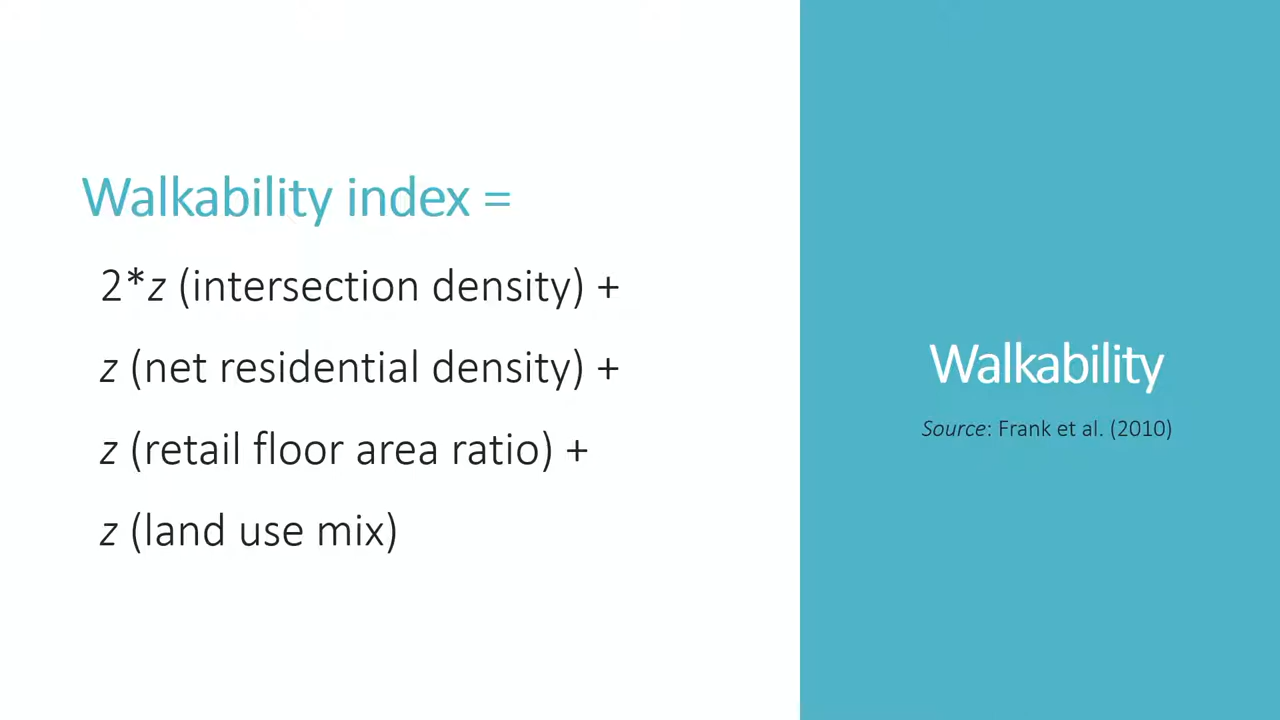 Walkability index =
2*z (intersection density) +
z (net residential density) +
z (retail floor area ratio) +
z (land use mix)
Walkability
Source: Frank et al. (2010)